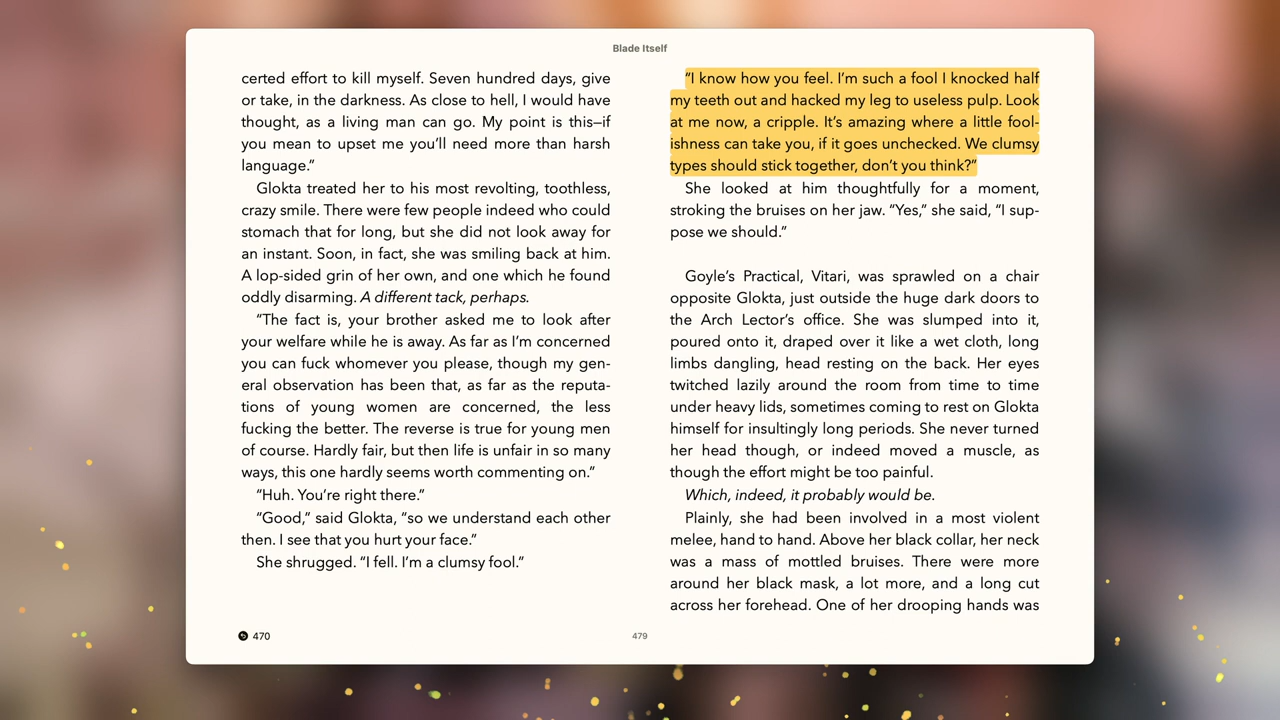 Blade Itself
certed effort to kill myself. Seven hundred days, give
or take, in the darkness. As close to hell, I would have
thought, as a living man can go. My point is this—if
you mean to upset me you’ll need more than harsh
language.”
Glokta treated her to his most revolting, toothless,
crazy smile. There were few people indeed who could
stomach that for long, but she did not look away for
an instant. Soon, in fact, she was smiling back at him.
A lop-sided grin of her own, and one which he found
oddly disarming. A different tack, perhaps.
“The fact is, your brother asked me to look after
your welfare while he is away. As far as I’m concerned
you can fuck whomever you please, though my gen-
eral observation has been that, as far as the reputa-
tions of young women are concerned, the less
fucking the better. The reverse is true for young men
of course. Hardly fair, but then life is unfair in so many
ways, this one hardly seems worth commenting on.”
“Huh. You’re right there.”
“Good,” said Glokta, “so we understand each other
then. I see that you hurt your face.”
She shrugged. “I fell. I’m a clumsy fool.”
470
“I know how you feel. I’m such a fool I knocked half
my teeth out and hacked my leg to useless pulp. Look
at me now, a cripple. It’s amazing where a little fool-
ishness can take you, if it goes unchecked. We clumsy
types should stick together, don’t you think?”
She looked at him thoughtfully for a moment,
stroking the bruises on her jaw. “Yes,” she said, “I sup-
pose we should.”
Goyle’s Practical, Vitari, was sprawled on a chair
opposite Glokta, just outside the huge dark doors to
the Arch Lector’s office. She was slumped into it,
poured onto it, draped over it like a wet cloth, long
limbs dangling, head resting on the back. Her eyes
twitched lazily around the room from time to time
under heavy lids, sometimes coming to rest on Glokta
himself for insultingly long periods. She never turned
her head though, or indeed moved a muscle, as
though the effort might be too painful.
Which, indeed, it probably would be.
Plainly, she had been involved in a most violent
melee, hand to hand. Above her black collar, her neck
was a mass of mottled bruises. There were more
around her black mask, a lot more, and a long cut
across her forehead. One of her drooping hands was
479